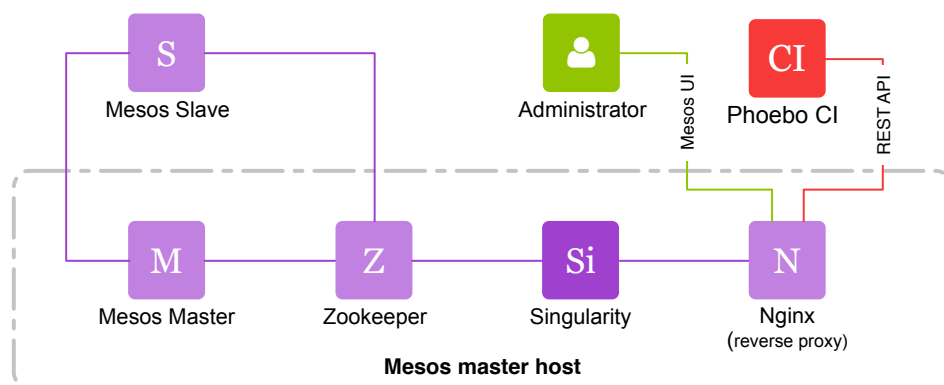 S
Mesos Slave
Administrator
CI
Phoebo CI
Mesos UI
REST API
M
Mesos Master
Z
Zookeeper
Si
Singularity
N
Nginx
(reverse proxy)
Mesos master host